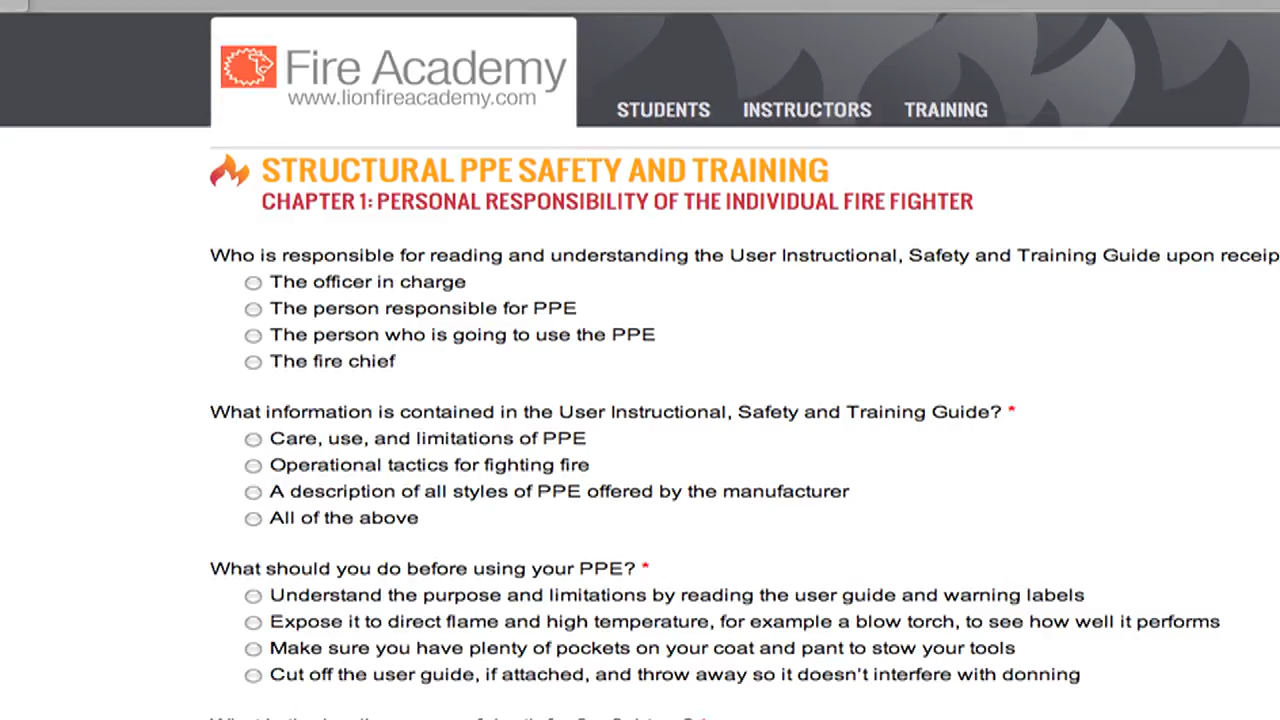 Fire Academy
www.lionfireacademy.com
STUDENTS INSTRUCTORS TRAINING
STRUCTURAL PPE SAFETY AND TRAINING
CHAPTER 1: PERSONAL RESPONSIBILITY OF THE INDIVIDUAL FIRE FIGHTER
Who is responsible for reading and understanding the User Instructional, Safety and Training Guide upon receip
The officer in charge
The person responsible for PPE
The person who is going to use the PPE
The fire chief
What information is contained in the User Instructional, Safety and Training Guide? *
Care, use, and limitations of PPE
Operational tactics for fighting fire
A description of all styles of PPE offered by the manufacturer
All of the above
What should you do before using your PPE? *
Understand the purpose and limitations by reading the user guide and warning labels
Expose it to direct flame and high temperature, for example a blow torch, to see how well it performs
Make sure you have plenty of pockets on your coat and pant to stow your tools
Cut off the user guide, if attached, and throw away so it doesn't interfere with donning